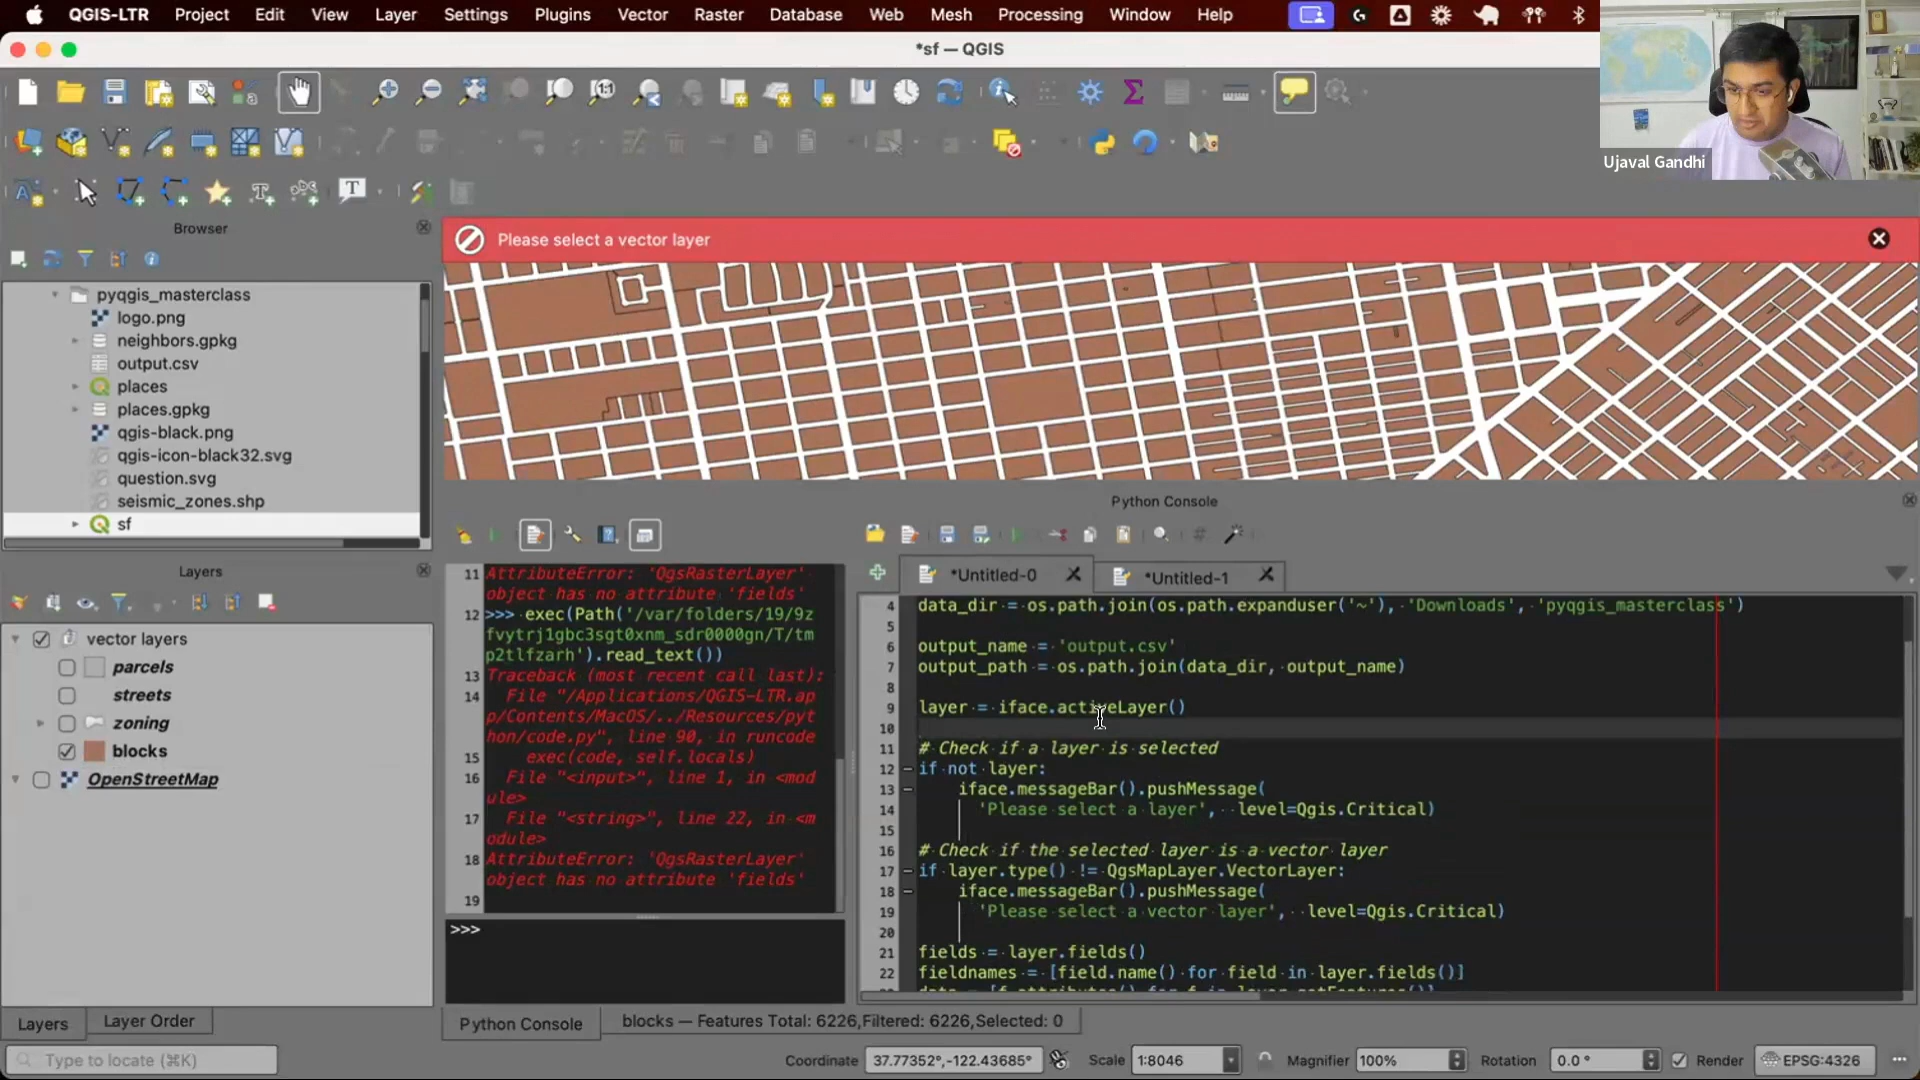 QGIS-LTR Project Edit View Layer Settings Plugins Vector Raster Database Web Mesh Processing Window Help
*sf — QGIS
Ujaval Gandhi
Browser
Please select a vector layer
pyqgis_masterclass
logo.png
neighbors.gpkg
output.csv
places
places.gpkg
qgis-black.png
qgis-icon-black32.svg
question.svg
seismic_zones.shp
sf
Layers
vector layers
parcels
streets
zoning
blocks
OpenStreetMap
Layers Layer Order
Python Console
11 AttributeError: 'QgsRasterLayer'
object has no attribute 'fields'
12 >>> exec(Path('/var/folders/19/9z
fvytrj1gbc3sgt0xnm_sdr0000gn/T/tm
p2tlfzarh').read_text())
13 Traceback (most recent call last):
14 File "/Applications/QGIS-LTR.ap
p/Contents/MacOS/../Resources/pyt
hon/code.py", line 90, in runcode
15 exec(code, self.locals)
16 File "<input>", line 1, in <mod
ule>
17 File "<string>", line 22, in <m
odule>
18 AttributeError: 'QgsRasterLayer'
object has no attribute 'fields'
19
>>>
*Untitled-0 *Untitled-1
4 data_dir = os.path.join(os.path.expanduser('~'), 'Downloads', 'pyqgis_masterclass')
5
6 output_name = 'output.csv'
7 output_path = os.path.join(data_dir, output_name)
8
9 layer = iface.activeLayer()
10
11 # Check if a layer is selected
12 if not layer:
13 iface.messageBar().pushMessage(
14 'Please select a layer', level=Qgis.Critical)
15
16 # Check if the selected layer is a vector layer
17 if layer.type() != QgsMapLayer.VectorLayer:
18 iface.messageBar().pushMessage(
19 'Please select a vector layer', level=Qgis.Critical)
20
21 fields = layer.fields()
22 fieldnames = [field.name() for field in layer.fields()]
Python Console blocks — Features Total: 6226,Filtered: 6226,Selected: 0
Type to locate (⌘K) Coordinate 37.77352°,-122.43685° Scale 1:8046 Magnifier 100% Rotation 0.0 ° Render EPSG:4326